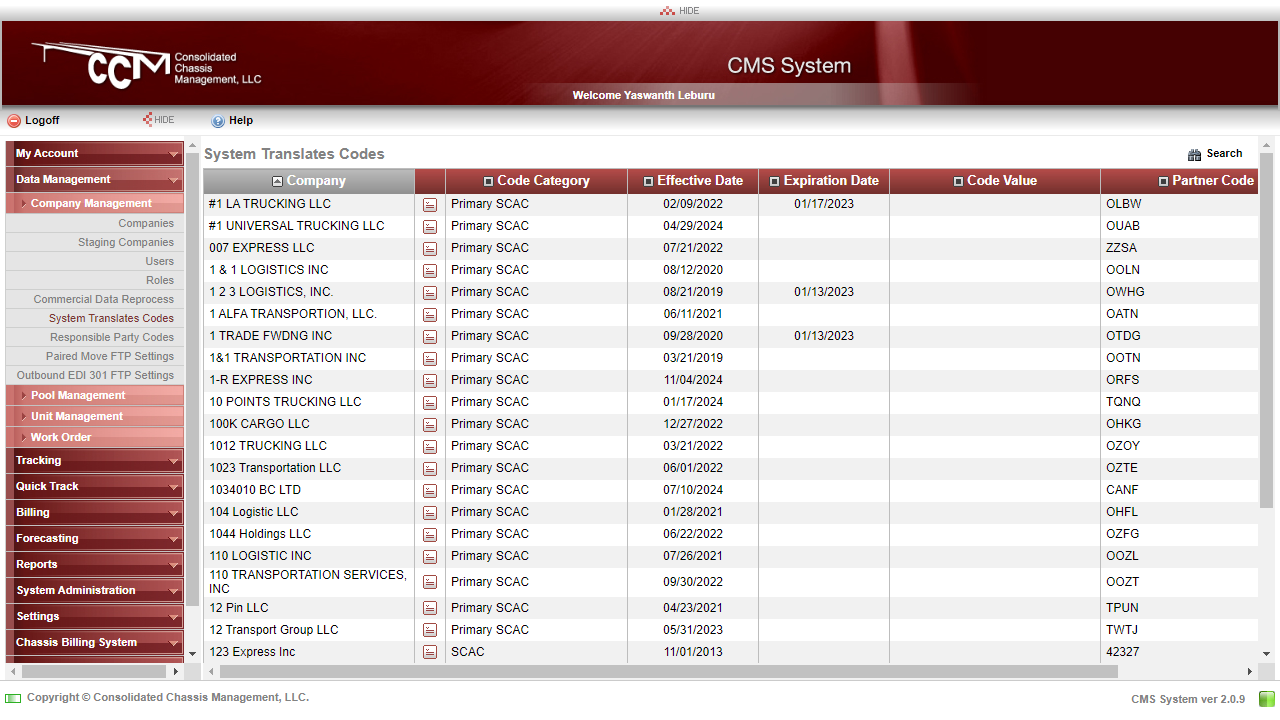 HIDE
CCM
Consolidated
Chassis
Management, LLC
CMS System
Welcome Yaswanth Leburu
Logoff
HIDE
Help
My Account
Data Management
Company Management
Companies
Staging Companies
Users
Roles
Commercial Data Reprocess
System Translates Codes
Responsible Party Codes
Paired Move FTP Settings
Outbound EDI 301 FTP Settings
Pool Management
Unit Management
Work Order
Tracking
Quick Track
Billing
Forecasting
Reports
System Administration
Settings
Chassis Billing System
System Translates Codes
Search
Company Code Category Effective Date Expiration Date Code Value Partner Code
#1 LA TRUCKING LLC Primary SCAC 02/09/2022 01/17/2023 OLBW
#1 UNIVERSAL TRUCKING LLC Primary SCAC 04/29/2024 OUAB
007 EXPRESS LLC Primary SCAC 07/21/2022 ZZSA
1 & 1 LOGISTICS INC Primary SCAC 08/12/2020 OOLN
1 2 3 LOGISTICS, INC. Primary SCAC 08/21/2019 01/13/2023 OWHG
1 ALFA TRANSPORTION, LLC. Primary SCAC 06/11/2021 OATN
1 TRADE FWDNG INC Primary SCAC 09/28/2020 01/13/2023 OTDG
1&1 TRANSPORTATION INC Primary SCAC 03/21/2019 OOTN
1-R EXPRESS INC Primary SCAC 11/04/2024 ORFS
10 POINTS TRUCKING LLC Primary SCAC 01/17/2024 TQNQ
100K CARGO LLC Primary SCAC 12/27/2022 OHKG
1012 TRUCKING LLC Primary SCAC 03/21/2022 OZOY
1023 Transportation LLC Primary SCAC 06/01/2022 OZTE
1034010 BC LTD Primary SCAC 07/10/2024 CANF
104 Logistic LLC Primary SCAC 01/28/2021 OHFL
1044 Holdings LLC Primary SCAC 06/22/2022 OZFG
110 LOGISTIC INC Primary SCAC 07/26/2021 OOZL
110 TRANSPORTATION SERVICES,
INC Primary SCAC 09/30/2022 OOZT
12 Pin LLC Primary SCAC 04/23/2021 TPUN
12 Transport Group LLC Primary SCAC 05/31/2023 TWTJ
123 Express Inc SCAC 11/01/2013 42327
Copyright © Consolidated Chassis Management, LLC.
CMS System ver 2.0.9